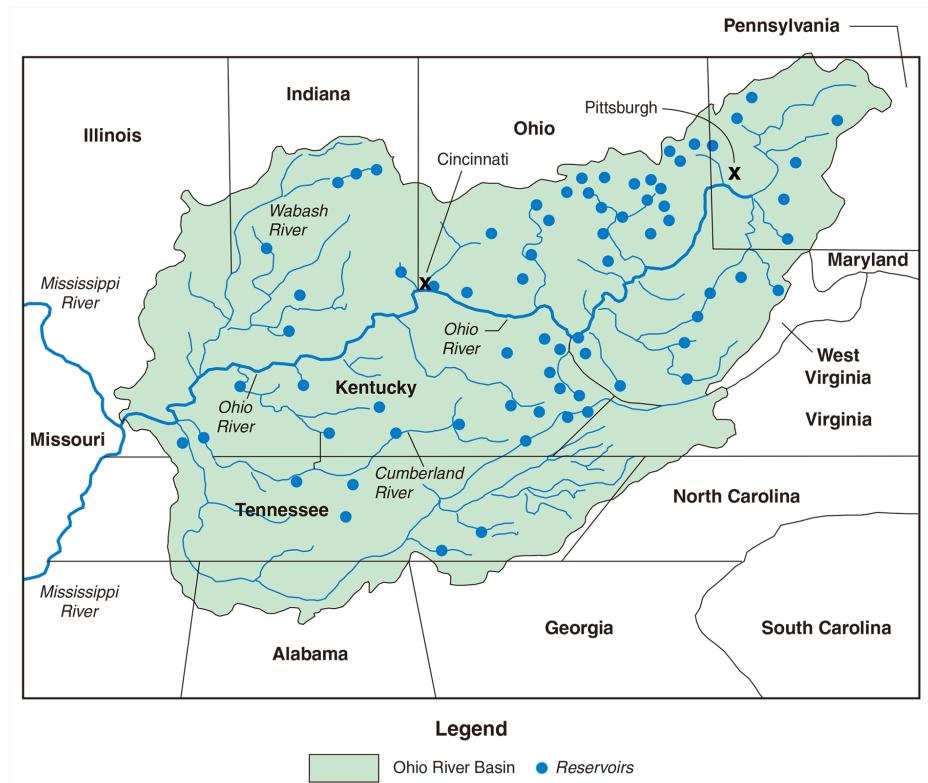 Pennsylvania
Indiana
Pittsburgh
Illinois
Ohio
Cincinnati
Wabash
River
Maryland
Mississippi
River
Ohio
River
West
Virginia
Kentucky
Ohio
River
Virginia
Missouri
Cumberland
River
North Carolina
Tennessee
Mississippi
River
Georgia
South Carolina
Alabama
X
X
Legend
Ohio River Basin
Reservoirs